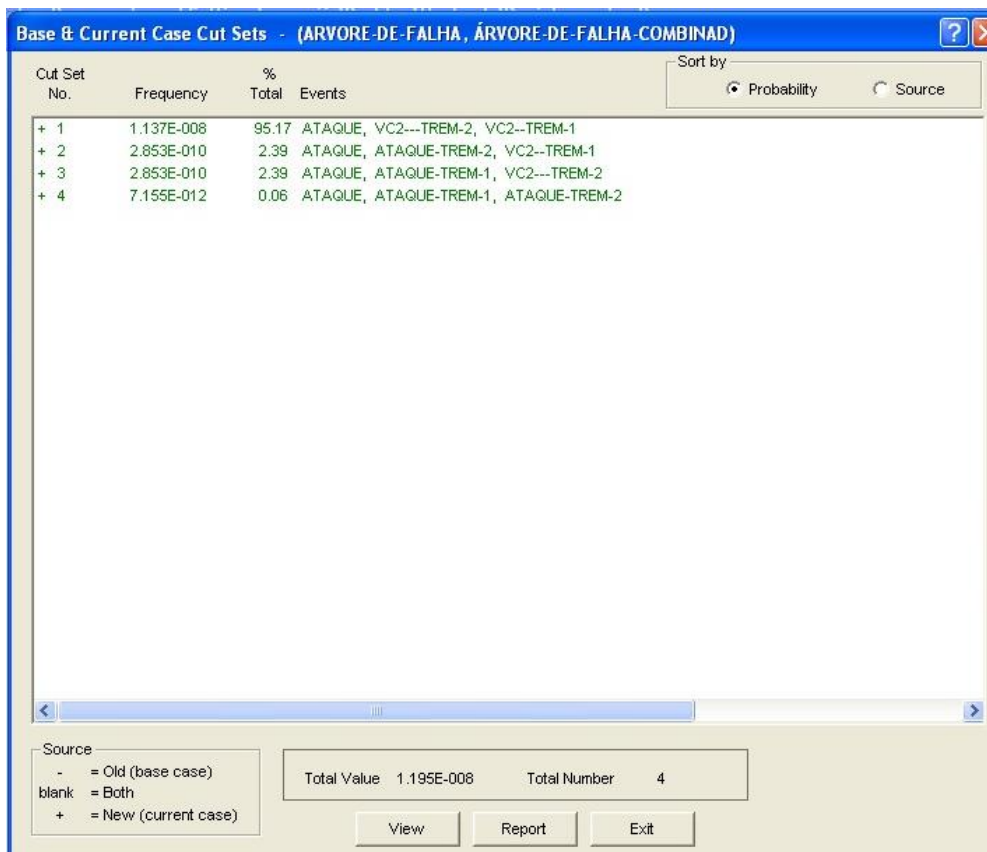 Base & Current Case Cut Sets - (ARVORE-DE-FALHA, ÁRVORE-DE-FALHA-COMBINAD)
Sort by
Probability Source
Cut Set No. Frequency % Total Events
+ 1 1.137E-008 95.17 ATAQUE, VC2---TREM-2, VC2--TREM-1
+ 2 2.853E-010 2.39 ATAQUE, ATAQUE-TREM-2, VC2--TREM-1
+ 3 2.853E-010 2.39 ATAQUE, ATAQUE-TREM-1, VC2---TREM-2
+ 4 7.155E-012 0.06 ATAQUE, ATAQUE-TREM-1, ATAQUE-TREM-2
Source
- = Old (base case)
blank = Both
+ = New (current case)
Total Value 1.195E-008 Total Number 4
View Report Exit